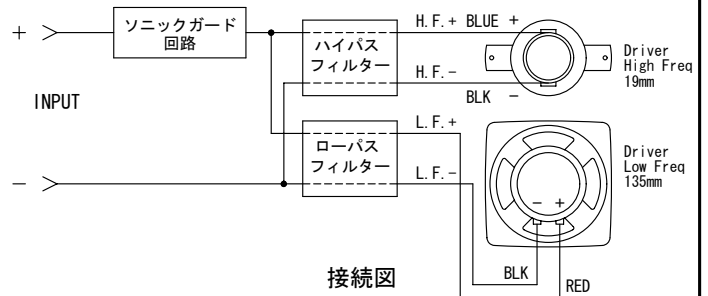 +
ソニックガード
回路
ハイパス
フィルター
H.F.+ BLUE +
H.F.-
BLK -
Driver
High Freq
19mm
INPUT
L.F.+
ローパス
フィルター
L.F.-
-
- +
Driver
Low Freq
135mm
接続図
BLK
RED